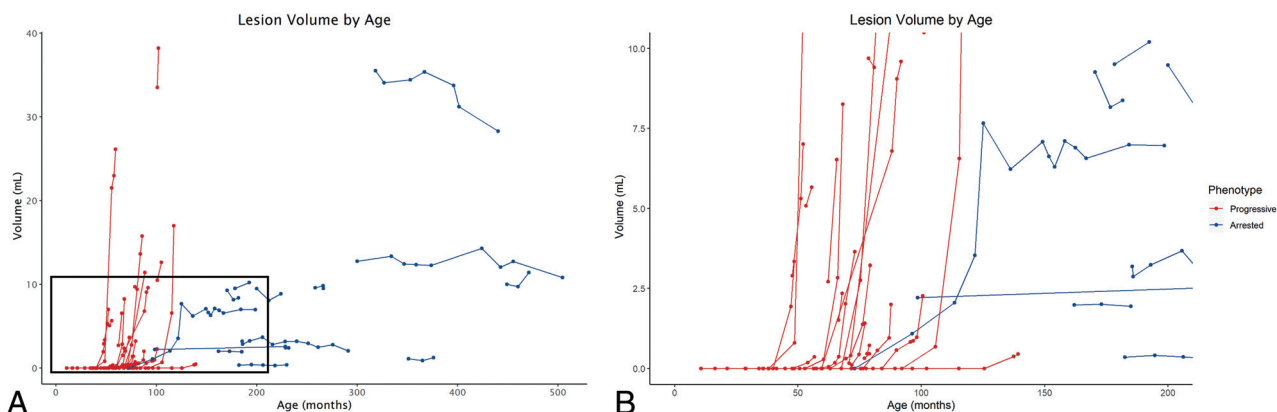 Lesion Volume by Age
40
30
20
10
0
Volume (mL)
0 100 200 300 400 500
Age (months)
A
Lesion Volume by Age
10.0
7.5
5.0
2.5
0.0
Volume (mL)
0 50 100 150 200
Age (months)
B
Phenotype
Progressive
Arrested